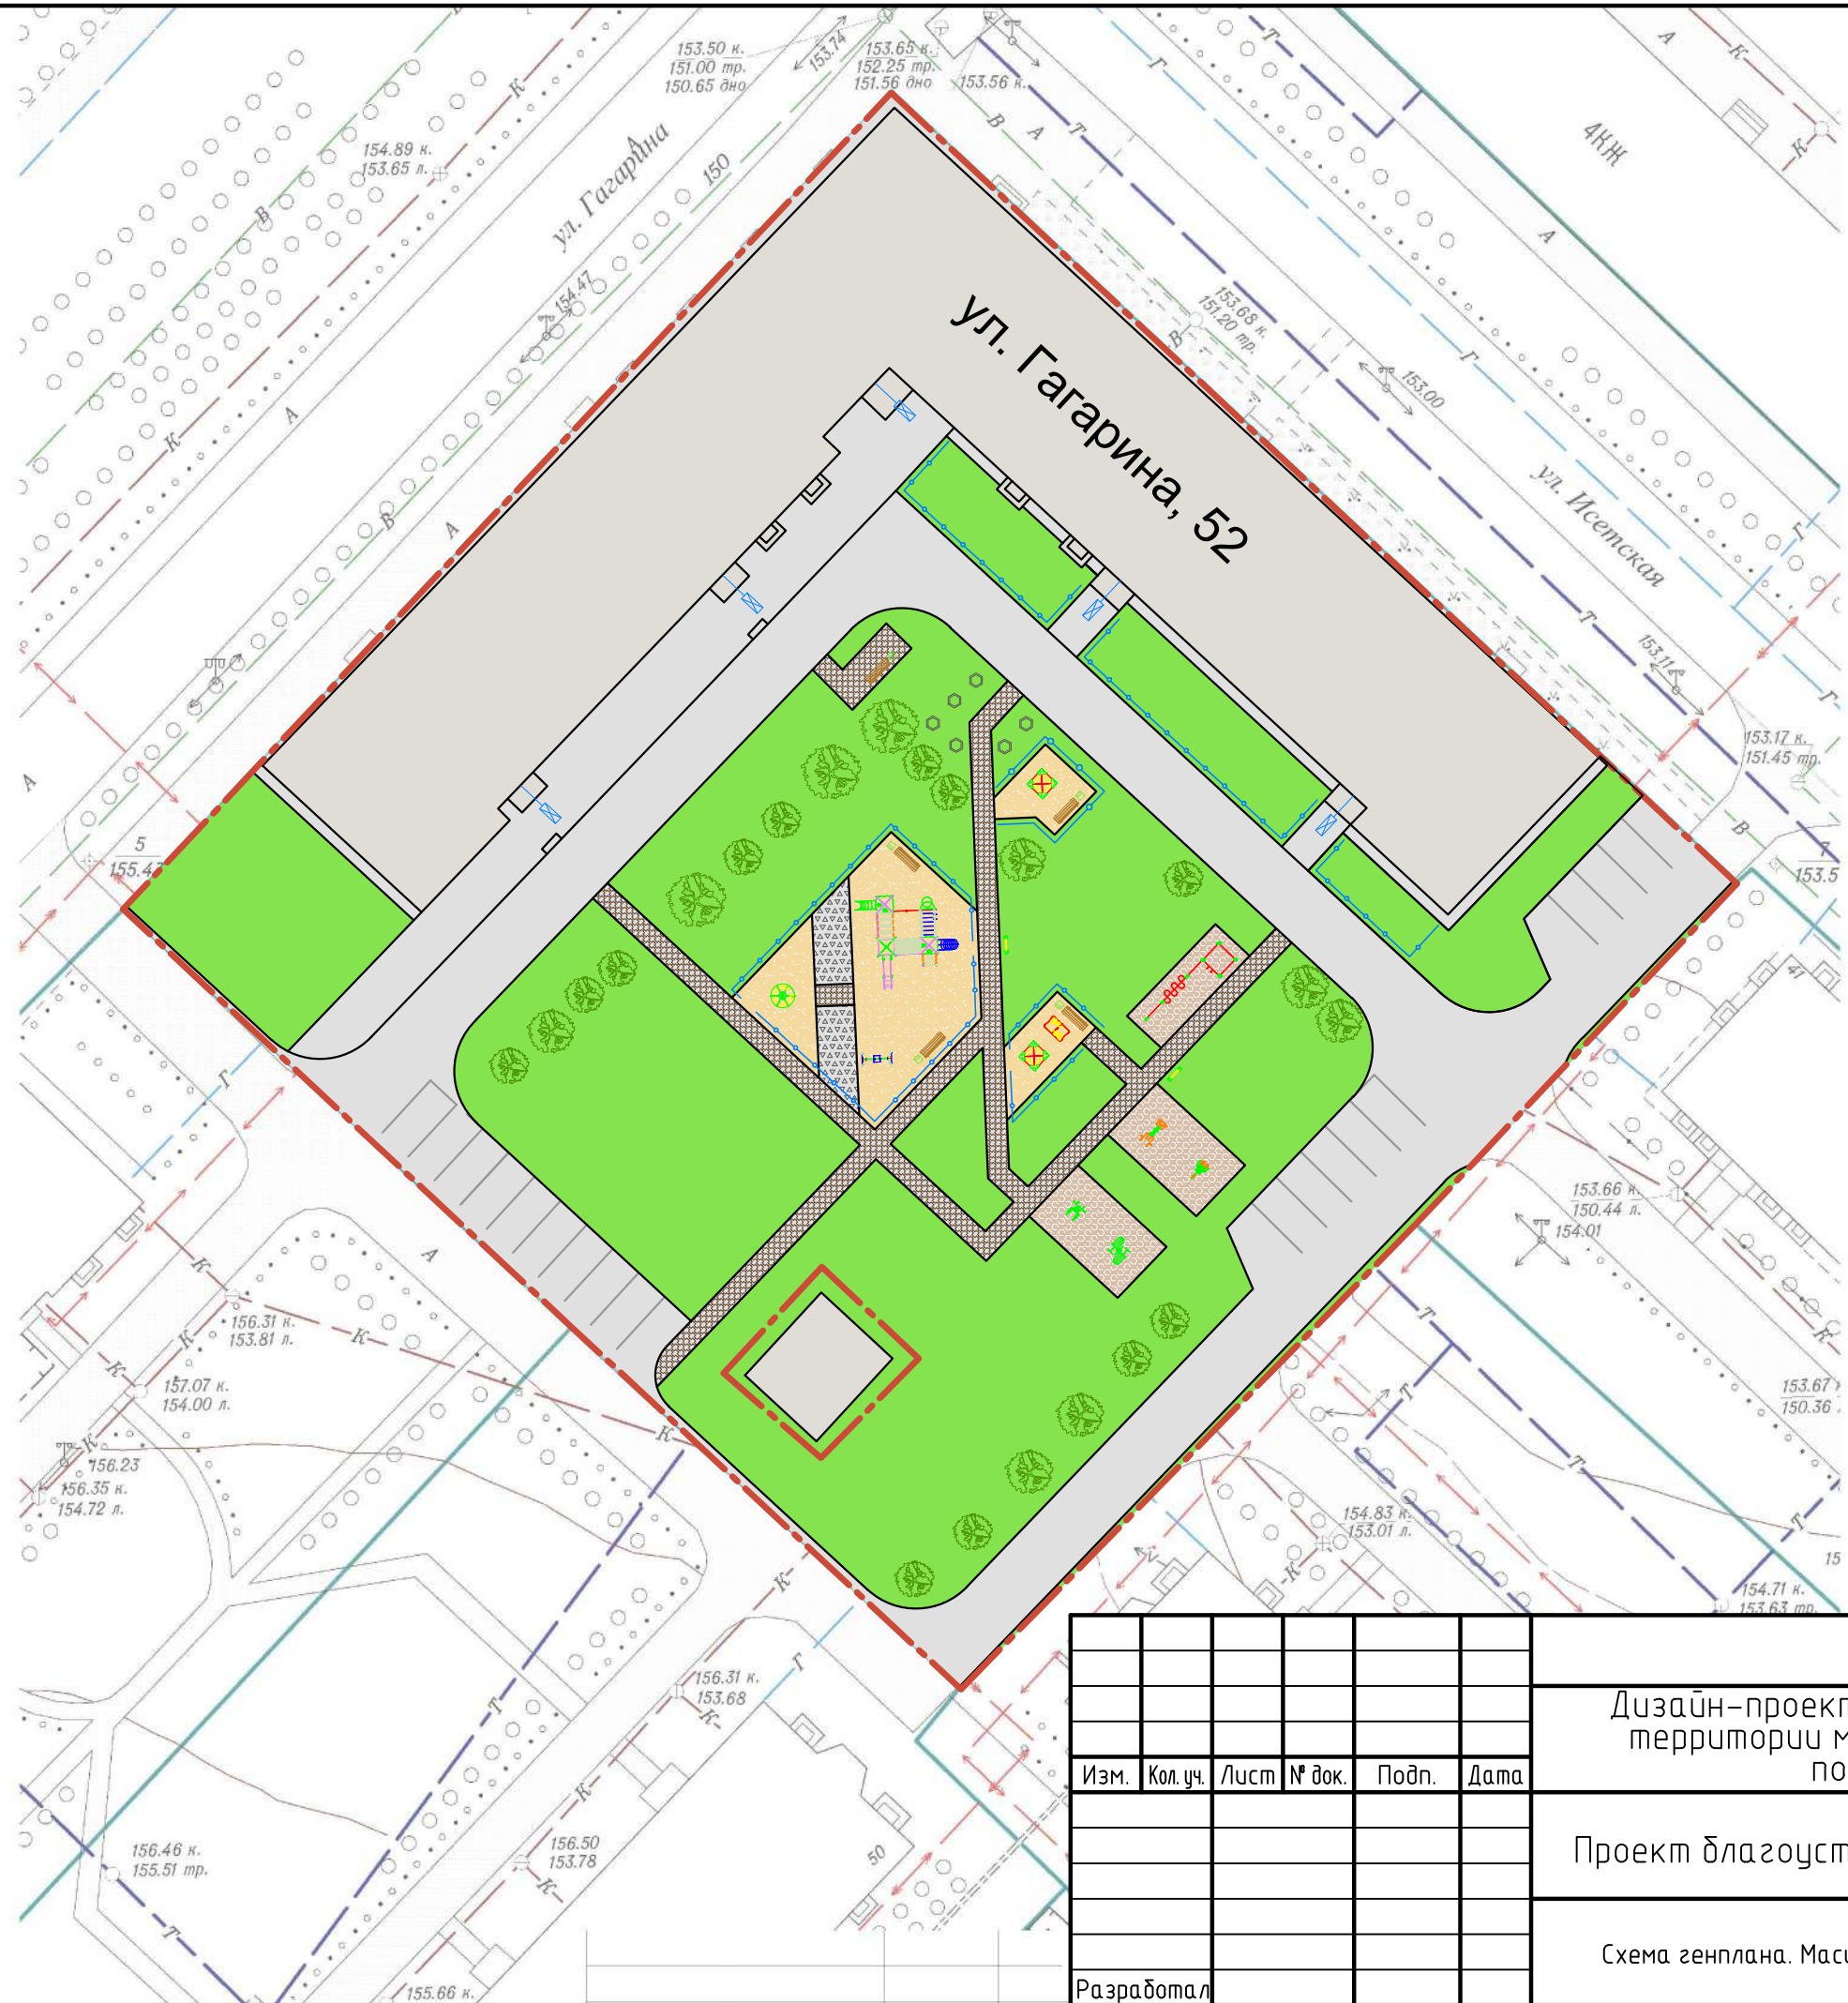 153.50 к.
151.00 тр.
150.65 дно
153.74
153.65 к.
152.25 тр.
151.56 дно
153.56 к.
154.89 к.
153.65 л.
ул. Гагарина
150
4КЖ
154.47
153.68 к.
151.20 тр.
153.00
ул. Гагарина, 52
ул. Исетская
153.11
153.17 к.
151.45 тр.
5
155.4
7
153.5
41
153.66 к.
150.44 л.
154.01
156.31 к.
153.81 л.
157.07 к.
154.00 л.
153.67
150.36
156.23
156.35 к.
154.72 л.
154.83 к.
153.01 л.
15
154.71 к.
153.63 тр.
156.31 к.
153.68
156.46 к.
155.51 тр.
156.50
153.78
50
155.66 к.
Дизайн-проект
территории м
по
Изм. Кол. уч. Лист № док. Подп. Дата
Проект благоуст
Схема генплана. Мас
Разработал
А
В
Г
К
Т